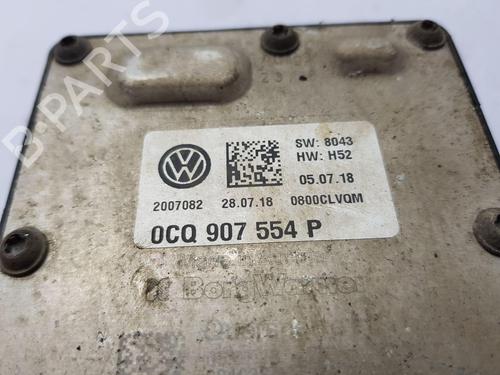 B-PARTS
SW: 8043
HW: H52
05.07.18
2007082 28.07.18 0800CLVQM
0CQ 907 554 P
BorgWarner